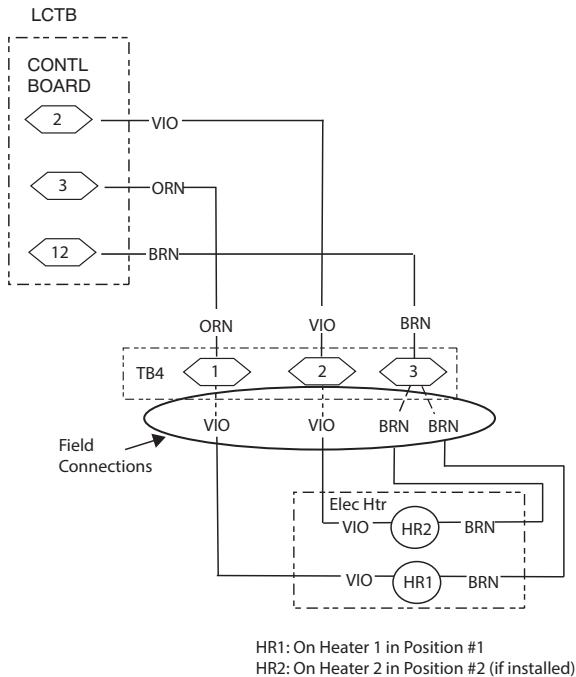 LCTB
CONTL
BOARD
2
VIO
3
ORN
12
BRN
ORN
VIO
BRN
TB4
1
2
3
VIO
VIO
BRN
BRN
Field
Connections
Elec Htr
VIO
HR2
BRN
VIO
HR1
BRN
HR1: On Heater 1 in Position #1
HR2: On Heater 2 in Position #2 (if installed)